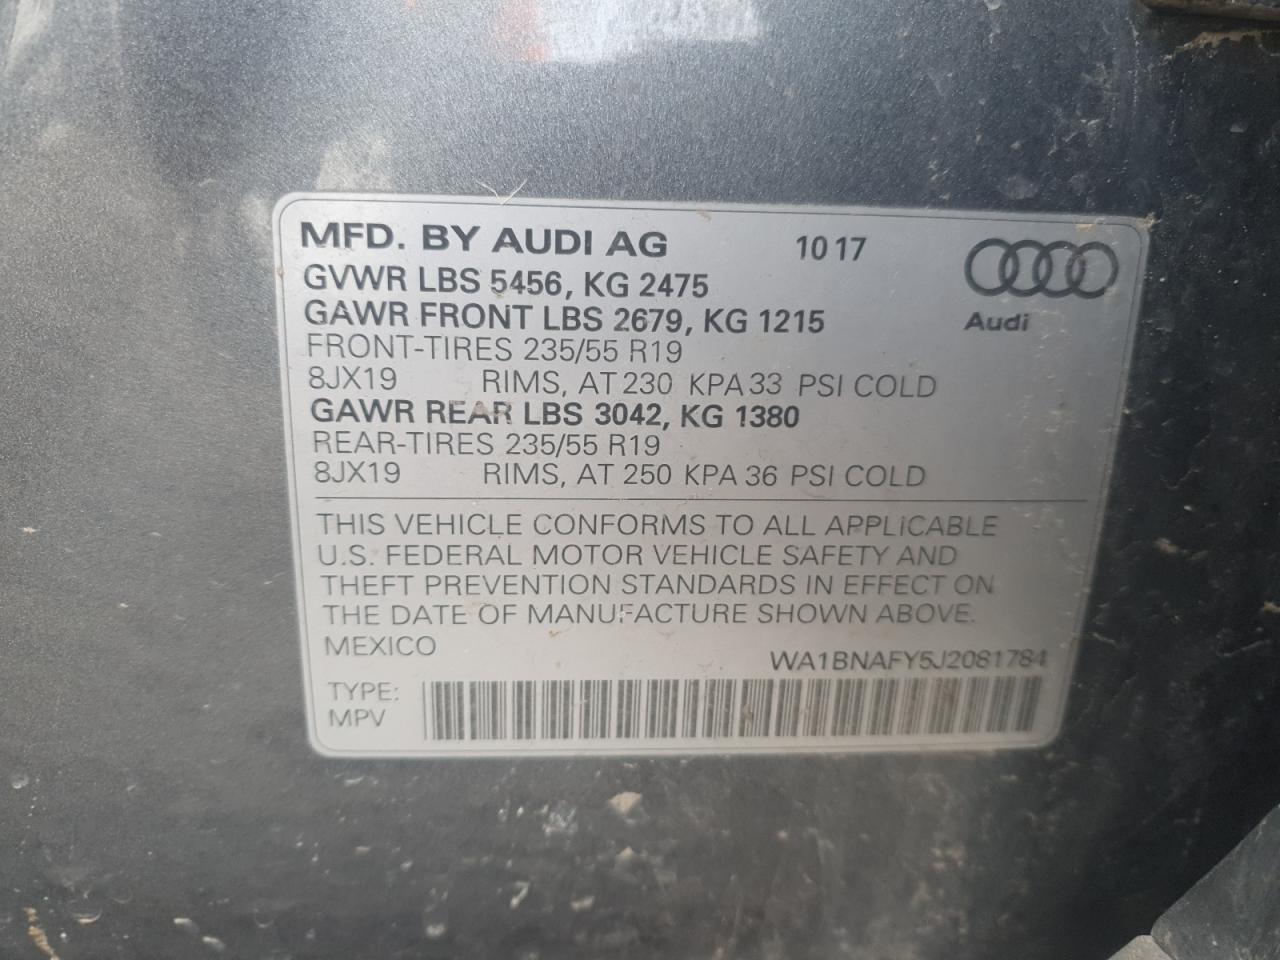 MFD. BY AUDI AG 10 17
GVWR LBS 5456, KG 2475
GAWR FRONT LBS 2679, KG 1215
Audi
FRONT-TIRES 235/55 R19
8JX19 RIMS, AT 230 KPA 33 PSI COLD
GAWR REAR LBS 3042, KG 1380
REAR-TIRES 235/55 R19
8JX19 RIMS, AT 250 KPA 36 PSI COLD
THIS VEHICLE CONFORMS TO ALL APPLICABLE
U.S. FEDERAL MOTOR VEHICLE SAFETY AND
THEFT PREVENTION STANDARDS IN EFFECT ON
THE DATE OF MANUFACTURE SHOWN ABOVE.
MEXICO
WA1BNAFY5J2081784
TYPE:
MPV